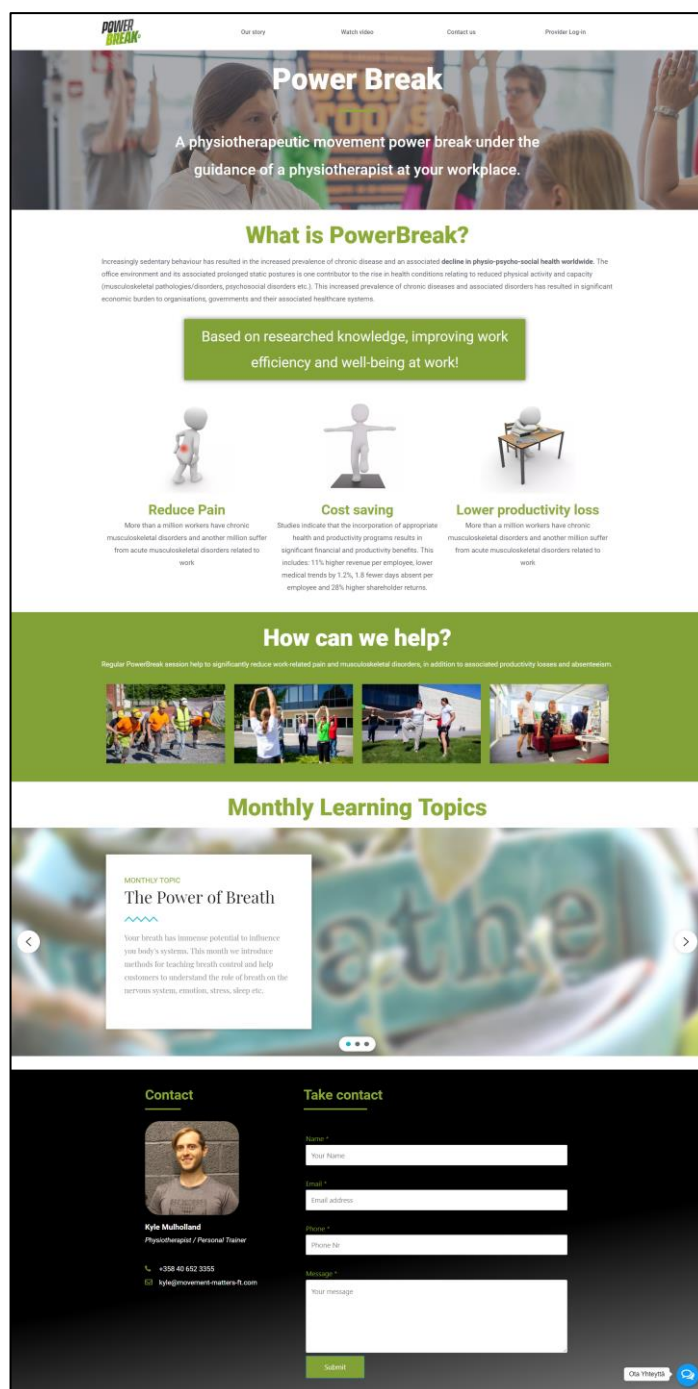 POWER
BREAK
Our story
Watch video
Contact us
Provider Log-in
Power Break
TOOLS
A physiotherapeutic movement power break under the
guidance of a physiotherapist at your workplace.
What is PowerBreak?
Increasingly sedentary behaviour has resulted in the increased prevalence of chronic disease and an associated decline in physio-psycho-social health worldwide. The
office environment and its associated prolonged static postures is one contributor to the rise in health conditions relating to reduced physical activity and capacity
(musculoskeletal pathologies/disorders, psychosocial disorders etc.). This increased prevalence of chronic diseases and associated disorders has resulted in significant
economic burden to organisations, governments and their associated healthcare systems.
Based on researched knowledge, improving work
efficiency and well-being at work!
Reduce Pain
More than a million workers have chronic
musculoskeletal disorders and another million suffer
from acute musculoskeletal disorders related to
work
Cost saving
Studies indicate that the incorporation of appropriate
health and productivity programs results in
significant financial and productivity benefits. This
includes: 11% higher revenue per employee, lower
medical trends by 1.2%, 1.8 fewer days absent per
employee and 28% higher shareholder returns.
Lower productivity loss
More than a million workers have chronic
musculoskeletal disorders and another million suffer
from acute musculoskeletal disorders related to
work
How can we help?
Regular PowerBreak session help to significantly reduce work-related pain and musculoskeletal disorders, in addition to associated productivity losses and absenteeism.
Monthly Learning Topics
MONTHLY TOPIC
The Power of Breath
Your breath has immense potential to influence
you body's systems. This month we introduce
methods for teaching breath control and help
customers to understand the role of breath on the
nervous system, emotion, stress, sleep etc.
athe
Contact
Kyle Mulholland
Physiotherapist / Personal Trainer
+358 40 652 3355
kyle@movement-matters-ft.com
Take contact
Name *
Your Name
Email *
Email address
Phone *
Phone Nr
Message *
Your message
Submit
Ota Yhteyttä